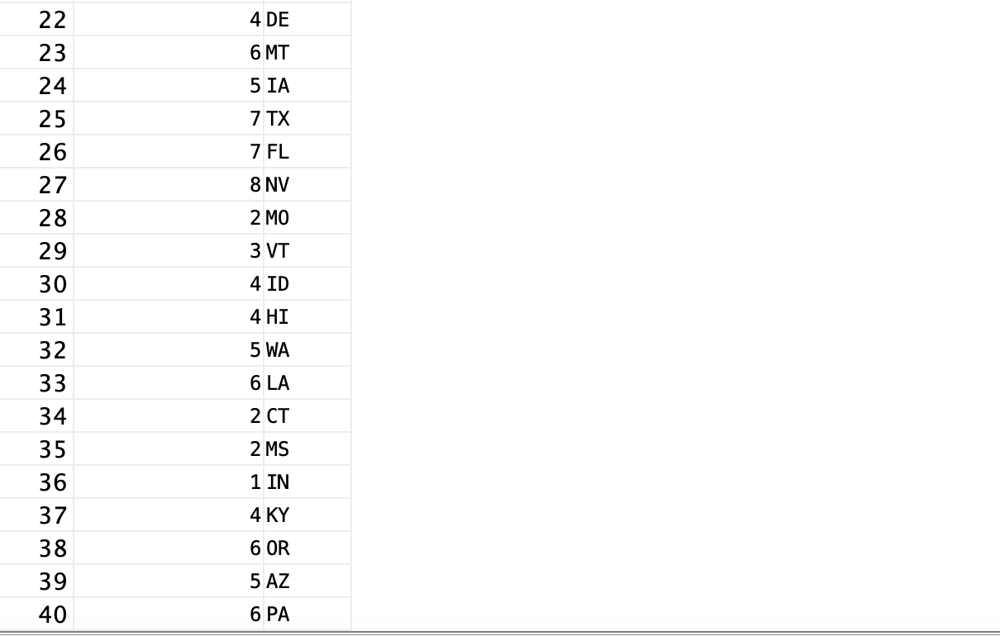 22 4 DE
23 6 MT
24 5 IA
25 7 TX
26 7 FL
27 8 NV
28 2 MO
29 3 VT
30 4 ID
31 4 HI
32 5 WA
33 6 LA
34 2 CT
35 2 MS
36 1 IN
37 4 KY
38 6 OR
39 5 AZ
40 6 PA